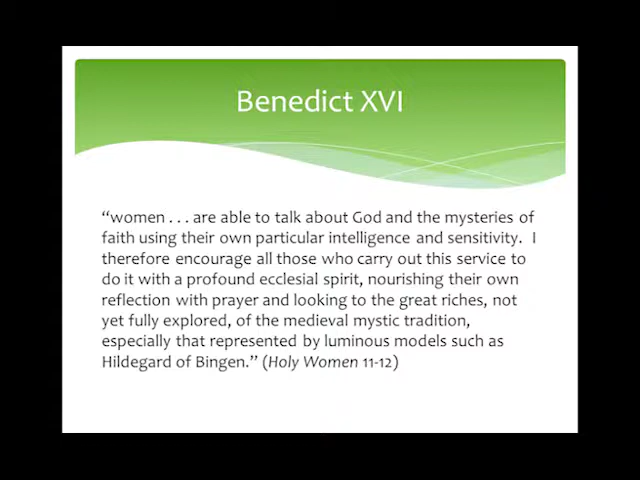 Benedict XVI
“women . . . are able to talk about God and the mysteries of
faith using their own particular intelligence and sensitivity.  I
therefore encourage all those who carry out this service to
do it with a profound ecclesial spirit, nourishing their own
reflection with prayer and looking to the great riches, not
yet fully explored, of the medieval mystic tradition,
especially that represented by luminous models such as
Hildegard of Bingen.” (Holy Women 11-12)